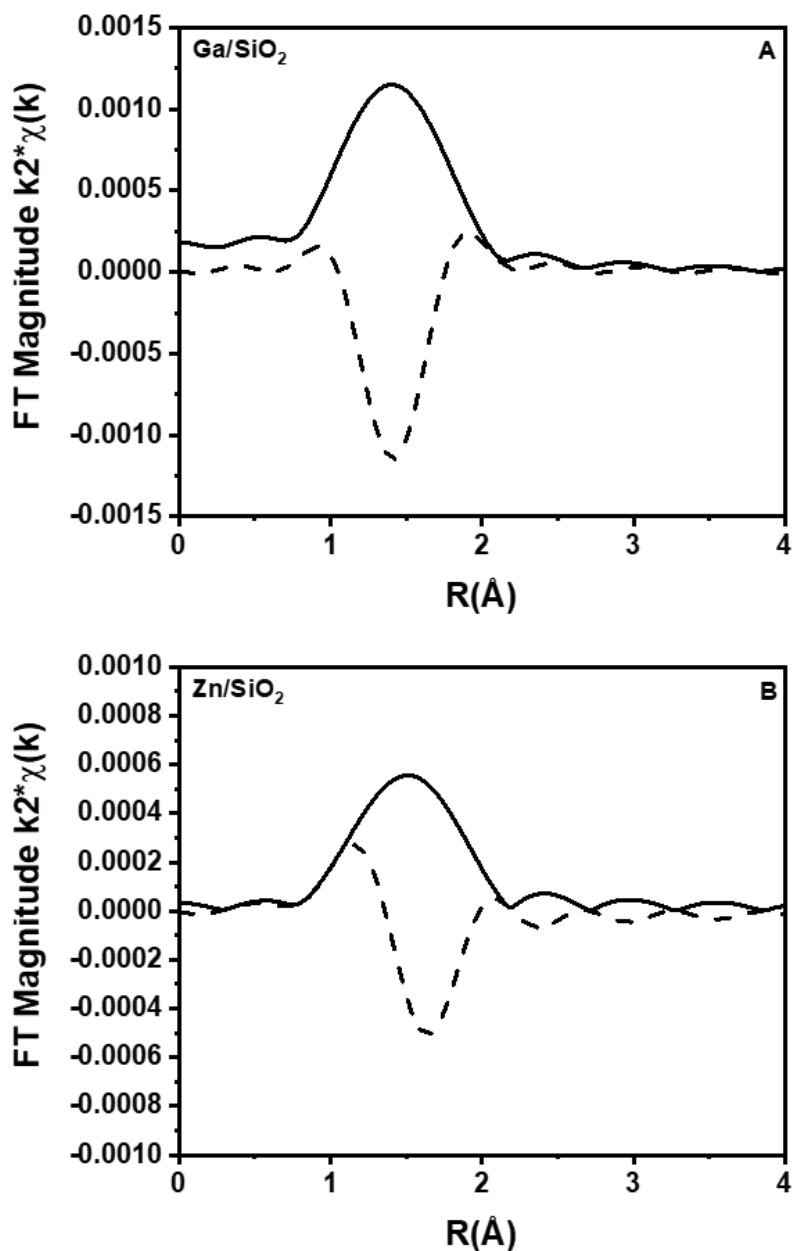 Ga/SiO₂
A
FT Magnitude k2*χ(k)
0.0015
0.0010
0.0005
0.0000
-0.0005
-0.0010
-0.0015
0 1 2 3 4
R(Å)
Zn/SiO₂
B
FT Magnitude k2*χ(k)
0.0010
0.0008
0.0006
0.0004
0.0002
0.0000
-0.0002
-0.0004
-0.0006
-0.0008
-0.0010
0 1 2 3 4
R(Å)